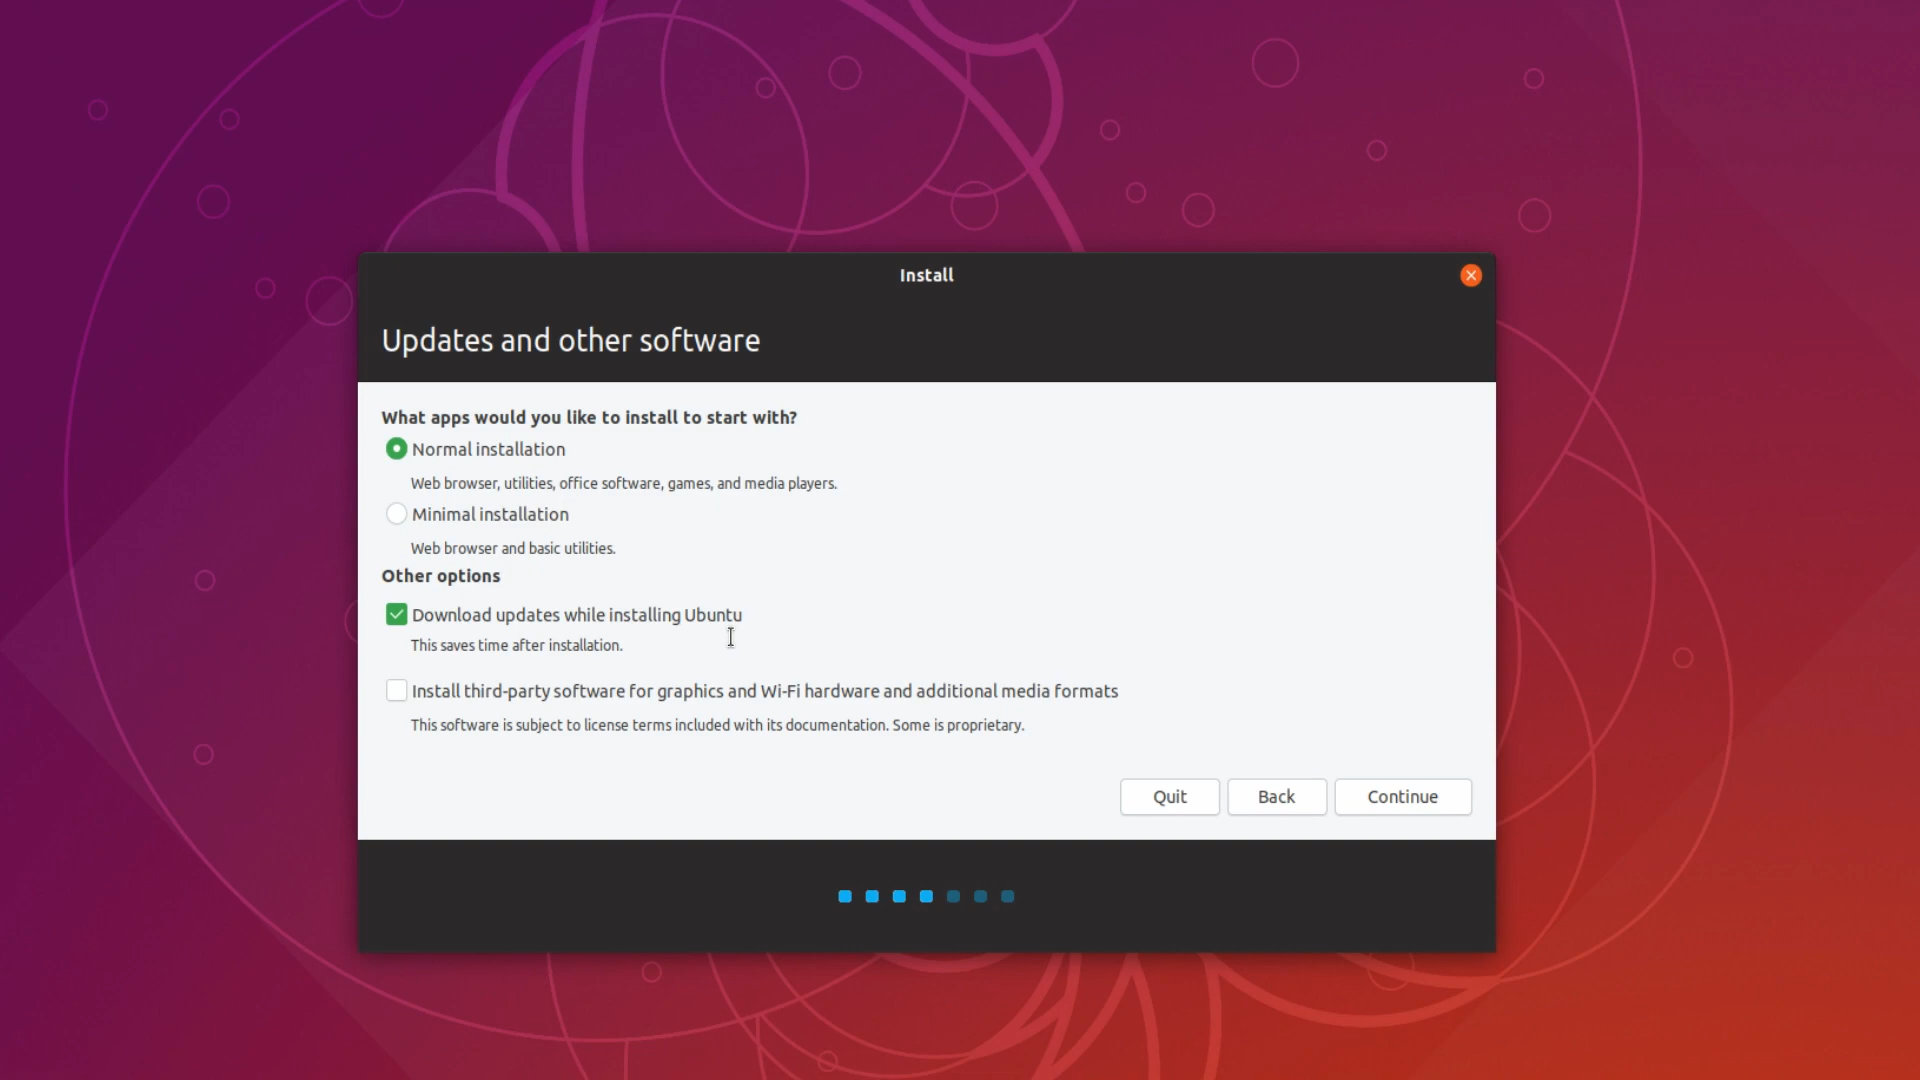 Install
Updates and other software
What apps would you like to install to start with?
Normal installation
Web browser, utilities, office software, games, and media players.
Minimal installation
Web browser and basic utilities.
Other options
Download updates while installing Ubuntu
This saves time after installation.
Install third-party software for graphics and Wi-Fi hardware and additional media formats
This software is subject to license terms included with its documentation. Some is proprietary.
Quit Back Continue